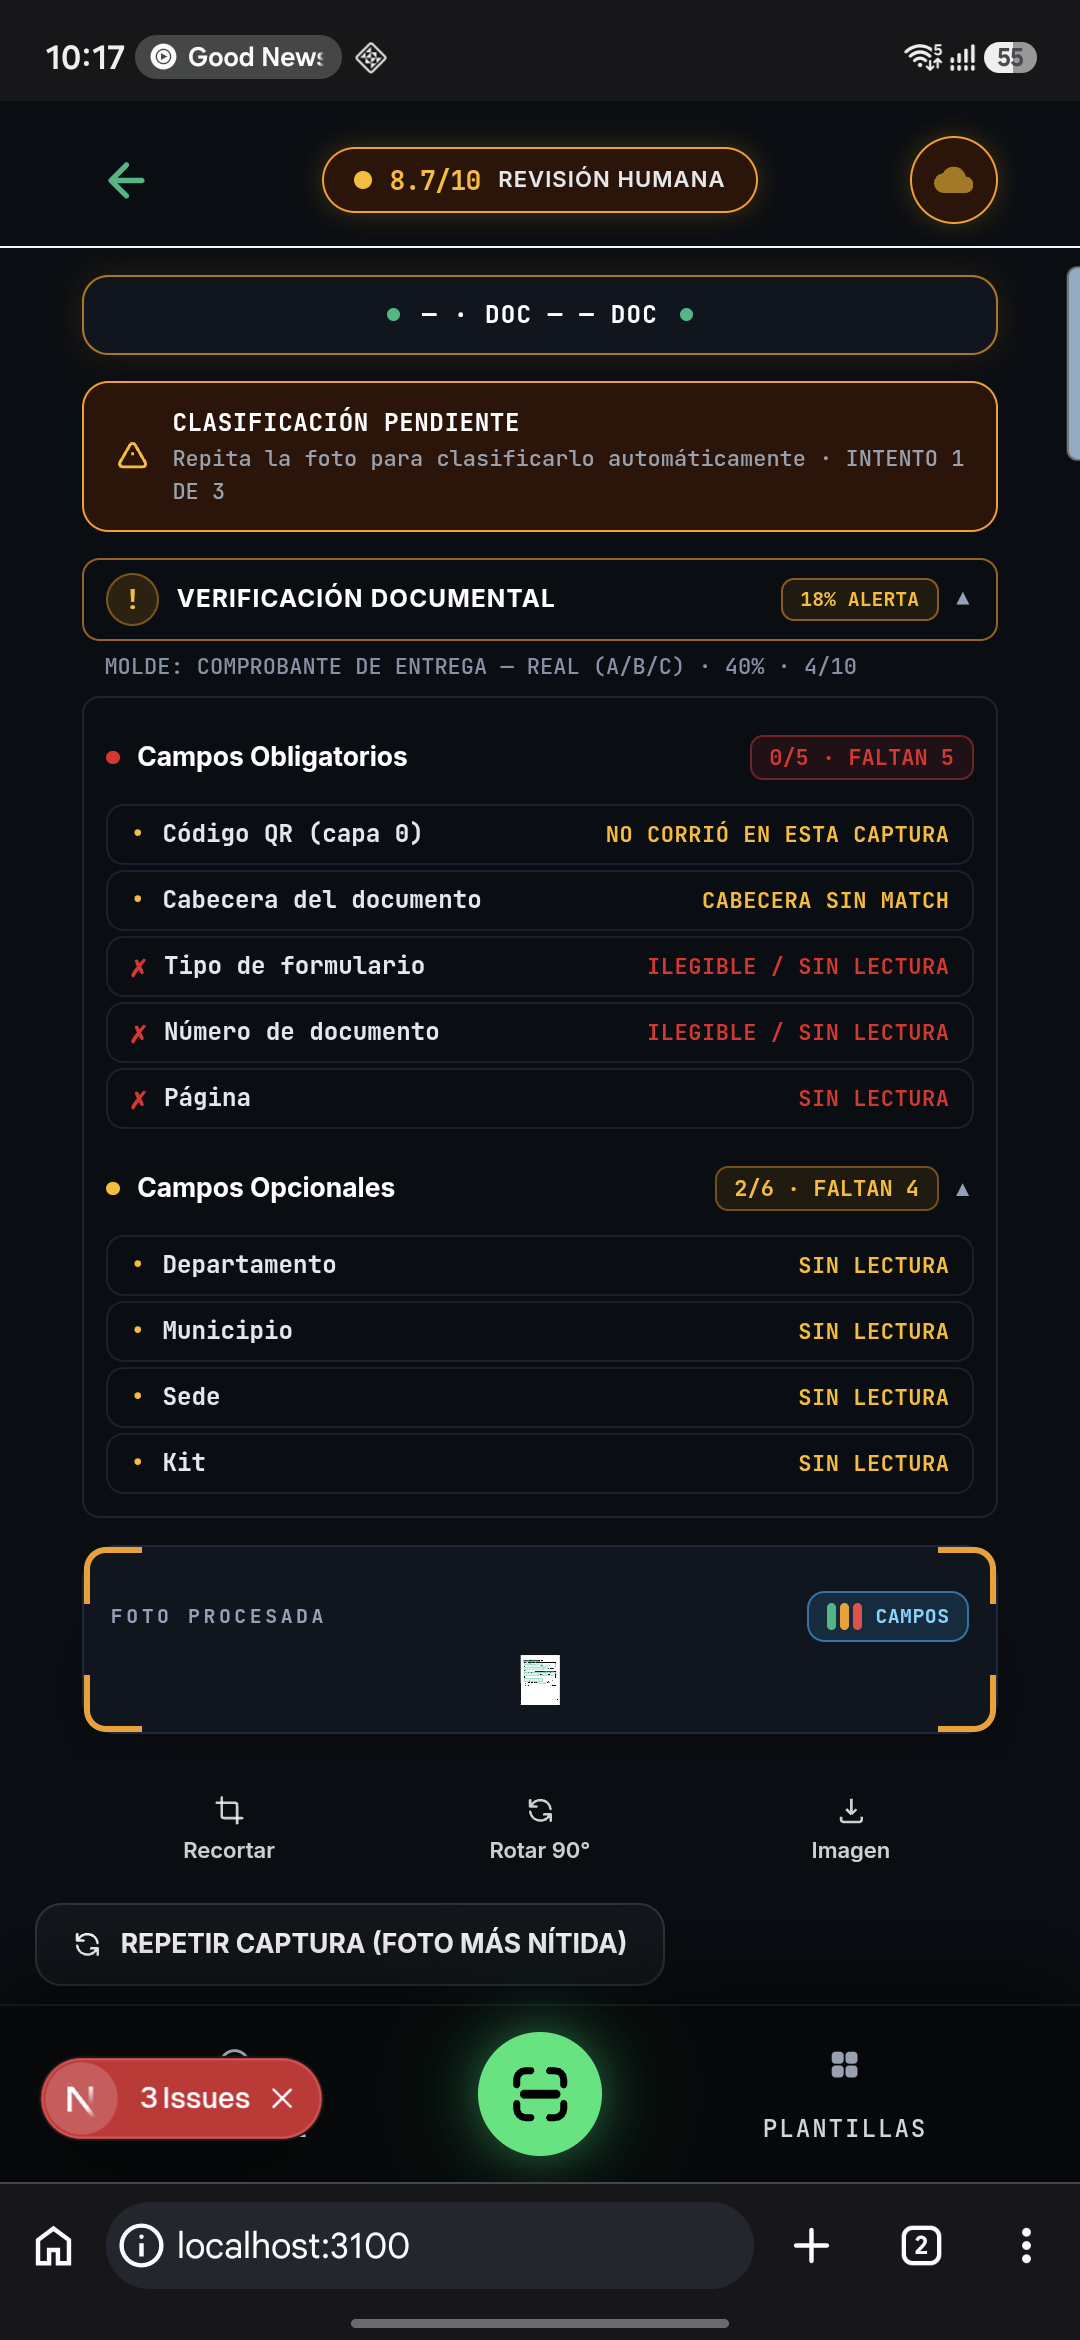 10:17
Good News
5
55
8.7/10 REVISIÓN HUMANA
— · DOC — — DOC
CLASIFICACIÓN PENDIENTE
Repita la foto para clasificarlo automáticamente · INTENTO 1
DE 3
! VERIFICACIÓN DOCUMENTAL 18% ALERTA ▲
MOLDE: COMPROBANTE DE ENTREGA — REAL (A/B/C) · 40% · 4/10
Campos Obligatorios 0/5 · FALTAN 5
• Código QR (capa 0) NO CORRIÓ EN ESTA CAPTURA
• Cabecera del documento CABECERA SIN MATCH
✗ Tipo de formulario ILEGIBLE / SIN LECTURA
✗ Número de documento ILEGIBLE / SIN LECTURA
✗ Página SIN LECTURA
Campos Opcionales 2/6 · FALTAN 4 ▲
• Departamento SIN LECTURA
• Municipio SIN LECTURA
• Sede SIN LECTURA
• Kit SIN LECTURA
FOTO PROCESADA CAMPOS
Recortar Rotar 90° Imagen
REPETIR CAPTURA (FOTO MÁS NÍTIDA)
N 3 Issues
PLANTILLAS
localhost:3100
2